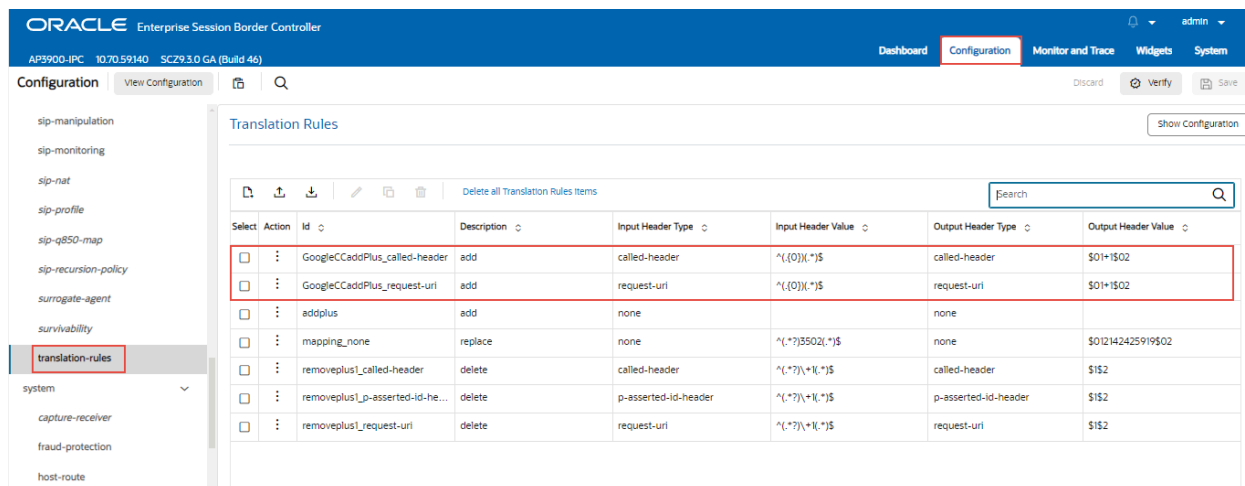 ORACLE Enterprise Session Border Controller
admin
AP3900-IPC 10.70.59.140 SCZ9.3.0 GA (Build 46)
Dashboard Configuration Monitor and Trace Widgets System
Configuration View Configuration Discard Verify Save
sip-manipulation
sip-monitoring
sip-nat
sip-profile
sip-q850-map
sip-recursion-policy
surrogate-agent
survivability
translation-rules
system
capture-receiver
fraud-protection
host-route
Translation Rules Show Configuration
Delete all Translation Rules Items Search
Select Action Id Description Input Header Type Input Header Value Output Header Type Output Header Value
GoogleCCaddPlus_called-header add called-header ^(.{0})(.*)$ called-header $01+1$02
GoogleCCaddPlus_request-uri add request-uri ^(.{0})(.*)$ request-uri $01+1$02
addplus add none none
mapping_none replace none ^(.*?)3502(.*)$ none $012142425919$02
removeplus1_called-header delete called-header ^(.*?)\+1(.*)$ called-header $1$2
removeplus1_p-asserted-id-he... delete p-asserted-id-header ^(.*?)\+1(.*)$ p-asserted-id-header $1$2
removeplus1_request-uri delete request-uri ^(.*?)\+1(.*)$ request-uri $1$2